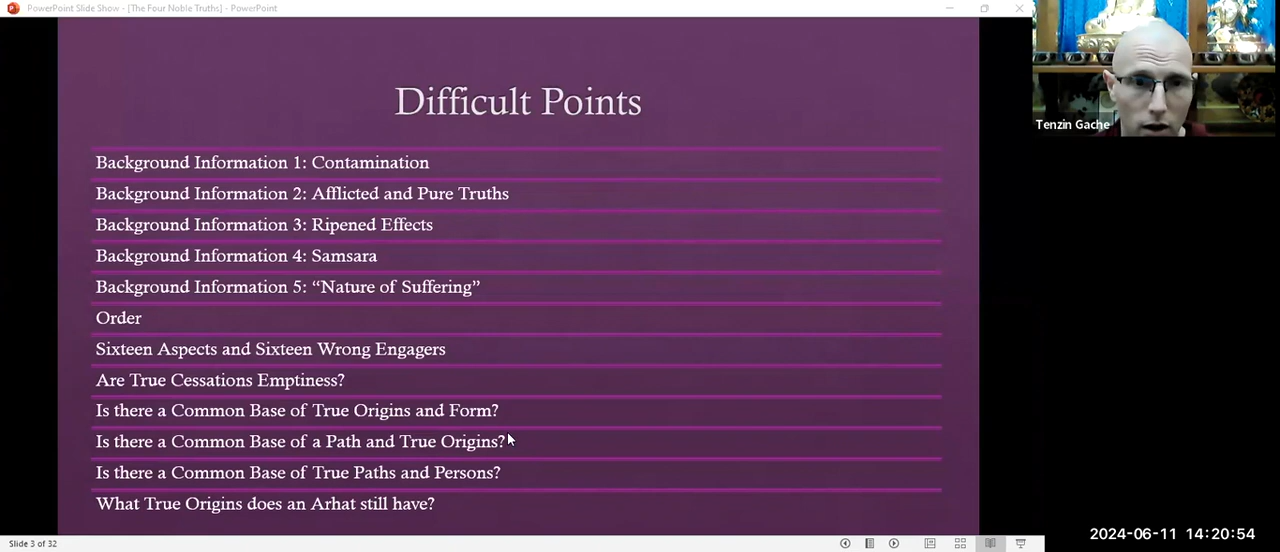 PowerPoint Slide Show - [The Four Noble Truths] - PowerPoint
Difficult Points
Background Information 1: Contamination
Background Information 2: Afflicted and Pure Truths
Background Information 3: Ripened Effects
Background Information 4: Samsara
Background Information 5: “Nature of Suffering”
Order
Sixteen Aspects and Sixteen Wrong Engagers
Are True Cessations Emptiness?
Is there a Common Base of True Origins and Form?
Is there a Common Base of a Path and True Origins?
Is there a Common Base of True Paths and Persons?
What True Origins does an Arhat still have?
Slide 3 of 32
Tenzin Gache
2024-06-11 14:20:54